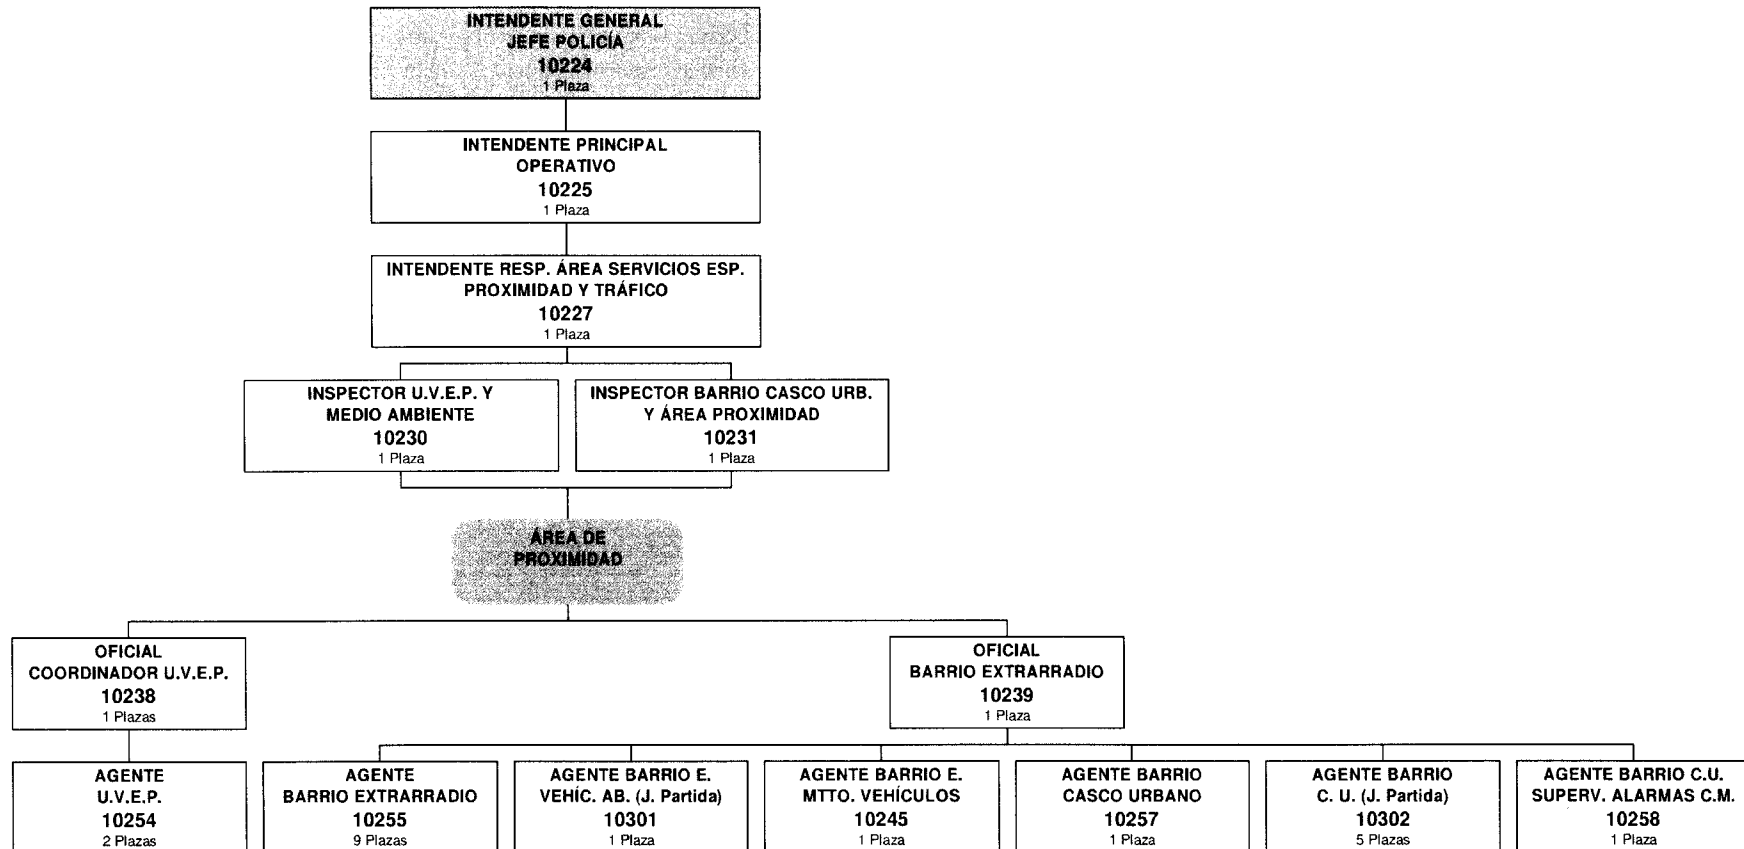 INTENDENTE GENERAL
JEFE POLICÍA
10224
1 Plaza
INTENDENTE PRINCIPAL
OPERATIVO
10225
1 Plaza
INTENDENTE RESP. ÁREA SERVICIOS ESP.
PROXIMIDAD Y TRÁFICO
10227
1 Plaza
INSPECTOR U.V.E.P. Y
MEDIO AMBIENTE
10230
1 Plaza
INSPECTOR BARRIO CASCO URB.
Y ÁREA PROXIMIDAD
10231
1 Plaza
ÁREA DE
PROXIMIDAD
OFICIAL
COORDINADOR U.V.E.P.
10238
1 Plazas
OFICIAL
BARRIO EXTRARRADIO
10239
1 Plaza
AGENTE
U.V.E.P.
10254
2 Plazas
AGENTE
BARRIO EXTRARRADIO
10255
9 Plazas
AGENTE BARRIO E.
VEHÍC. AB. (J. Partida)
10301
1 Plaza
AGENTE BARRIO E.
MTTO. VEHÍCULOS
10245
1 Plaza
AGENTE BARRIO
CASCO URBANO
10257
1 Plaza
AGENTE BARRIO
C. U. (J. Partida)
10302
5 Plazas
AGENTE BARRIO C.U.
SUPERV. ALARMAS C.M.
10258
1 Plaza